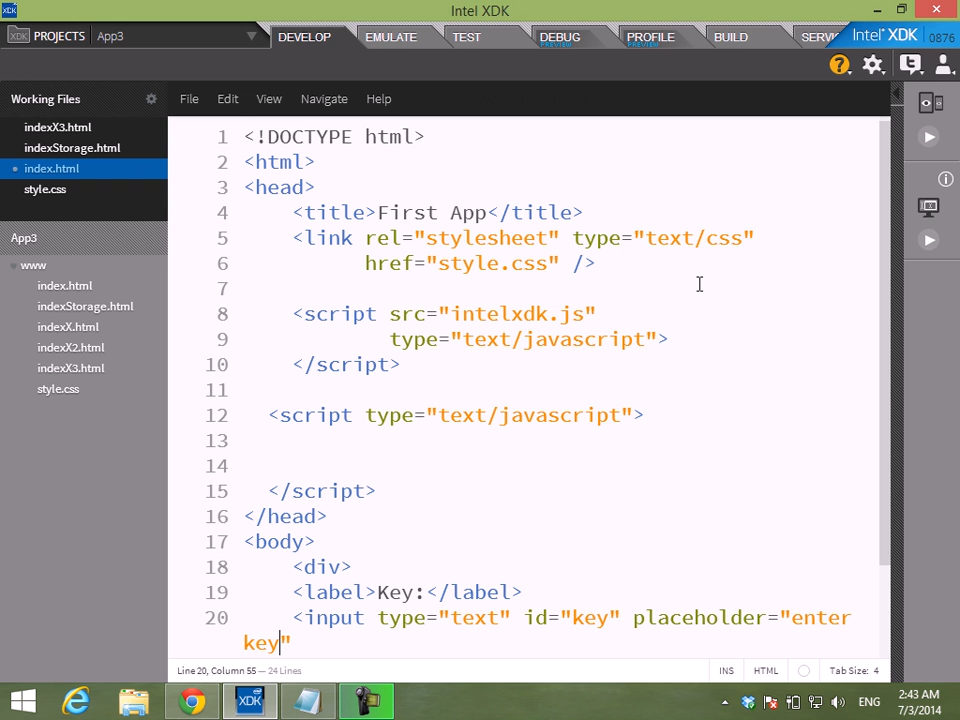 Intel XDK
XDK PROJECTS App3 DEVELOP EMULATE TEST DEBUG PREVIEW PROFILE PREVIEW BUILD SERVI Intel XDK 0876
Working Files File Edit View Navigate Help
indexX3.html
indexStorage.html
index.html
style.css
App3
www
index.html
indexStorage.html
indexX.html
indexX2.html
indexX3.html
style.css
1 <!DOCTYPE html>
2 <html>
3 <head>
4 <title>First App</title>
5 <link rel="stylesheet" type="text/css"
6 href="style.css" />
7
8 <script src="intelxdk.js"
9 type="text/javascript">
10 </script>
11
12 <script type="text/javascript">
13
14
15 </script>
16 </head>
17 <body>
18 <div>
19 <label>Key:</label>
20 <input type="text" id="key" placeholder="enter
key"
Line 20, Column 55 — 24 Lines INS HTML Tab Size: 4
XDK ENG 2:43 AM
7/3/2014